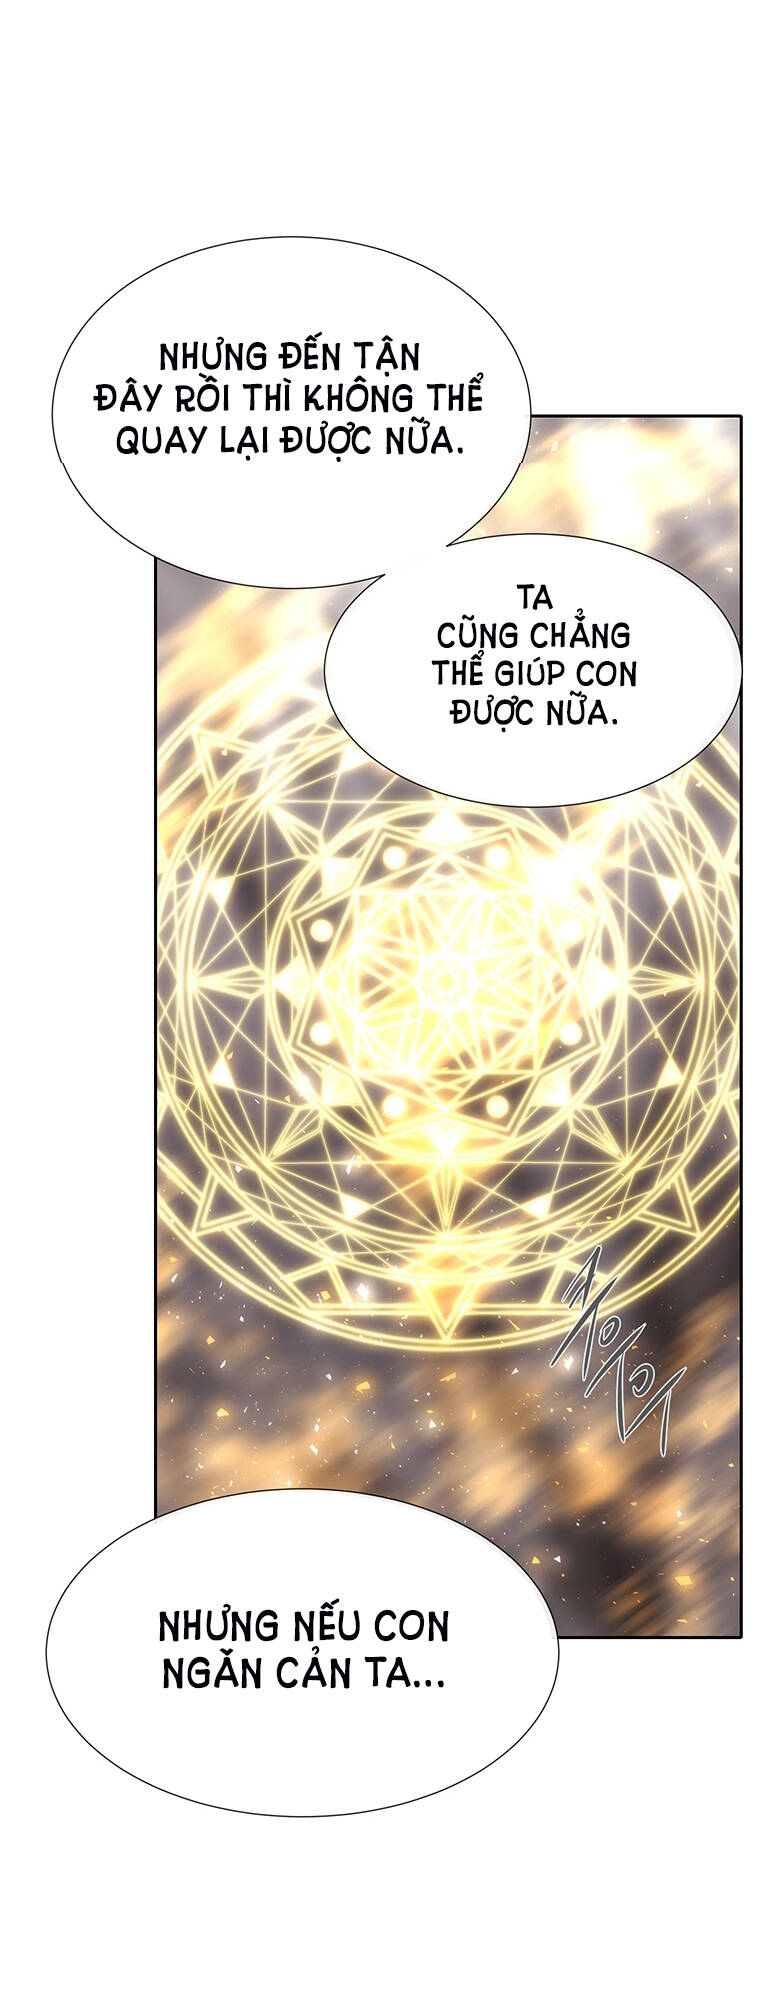 NHƯNG ĐẾN TẬN
ĐÂY RỒI THÌ KHÔNG THỂ
QUAY LẠI ĐƯỢC NỮA.
TA
CŨNG CHẲNG
THỂ GIÚP CON
ĐƯỢC NỮA.
NHƯNG NẾU CON
NGĂN CẢN TA...